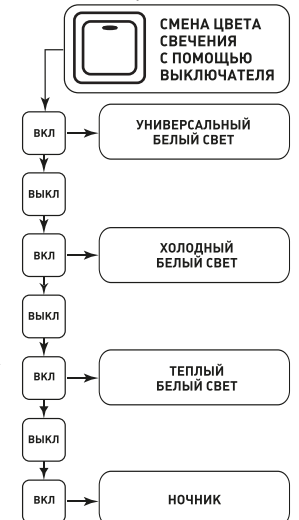 СМЕНА ЦВЕТА
СВЕЧЕНИЯ
С ПОМОЩЬЮ
ВЫКЛЮЧАТЕЛЯ
ВКЛ
УНИВЕРСАЛЬНЫЙ
БЕЛЫЙ СВЕТ
ВЫКЛ
ВКЛ
ХОЛОДНЫЙ
БЕЛЫЙ СВЕТ
ВЫКЛ
ВКЛ
ТЕПЛЫЙ
БЕЛЫЙ СВЕТ
ВЫКЛ
ВКЛ
НОЧНИК